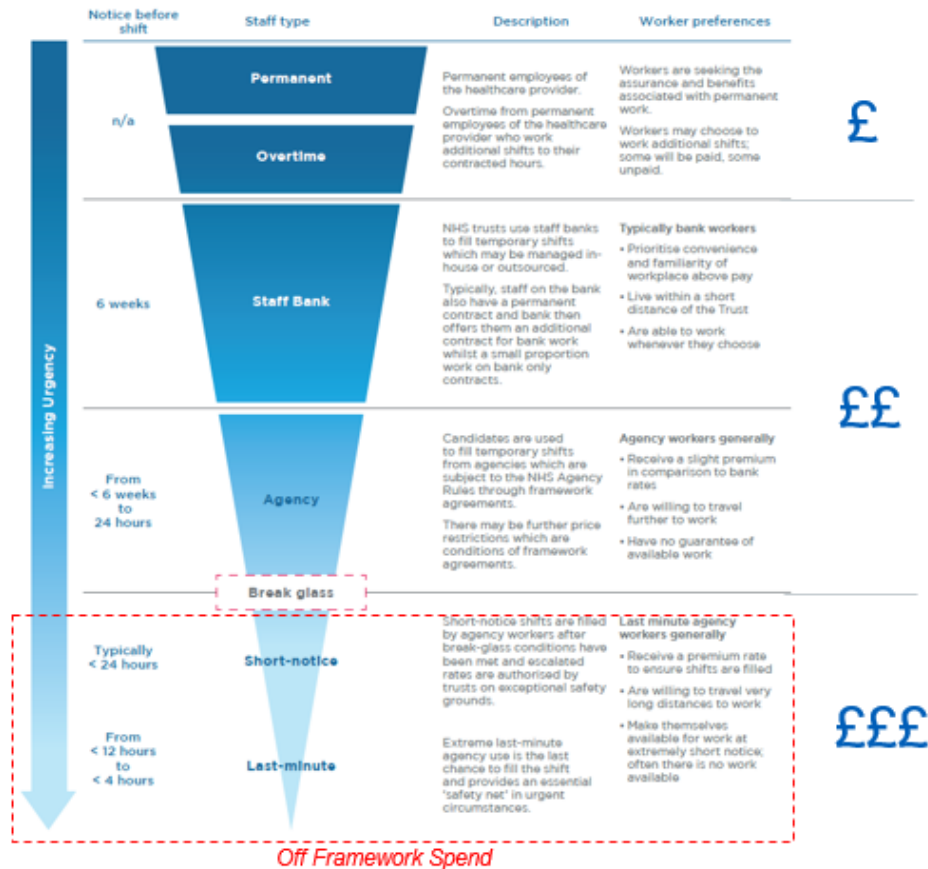 Notice before
shift
Staff type
Description
Worker preferences
Increasing Urgency
n/a
Permanent
Overtime
Permanent employees of
the healthcare provider.
Overtime from permanent
employees of the healthcare
provider who work
additional shifts to their
contracted hours.
Workers are seeking the
assurance and benefits
associated with permanent
work.
Workers may choose to
work additional shifts;
some will be paid, some
unpaid.
£
6 weeks
Staff Bank
NHS trusts use staff banks
to fill temporary shifts
which may be managed in-
house or outsourced.
Typically, staff on the bank
also have a permanent
contract and bank then
offers them an additional
contract for bank work
whilst a small proportion
work on bank only
contracts.
Typically bank workers
• Prioritise convenience
and familiarity of
workplace above pay
• Live within a short
distance of the Trust
• Are able to work
whenever they choose
££
From
< 6 weeks
to
24 hours
Agency
Candidates are used
to fill temporary shifts
from agencies which are
subject to the NHS Agency
Rules through framework
agreements.
There may be further price
restrictions which are
conditions of framework
agreements.
Agency workers generally
• Receive a slight premium
in comparison to bank
rates
• Are willing to travel
further to work
• Have no guarantee of
available work
Break glass
Typically
< 24 hours
Short-notice
Short-notice shifts are filled
by agency workers after
break-glass conditions have
been met and escalated
rates are authorised by
trusts on exceptional safety
grounds.
Last minute agency
workers generally
• Receive a premium rate
to ensure shifts are filled
• Are willing to travel very
long distances to work
• Make themselves
available for work at
extremely short notice;
often there is no work
available
£££
From
< 12 hours
to
< 4 hours
Last-minute
Extreme last-minute
agency use is the last
chance to fill the shift
and provides an essential
'safety net' in urgent
circumstances.
Off Framework Spend